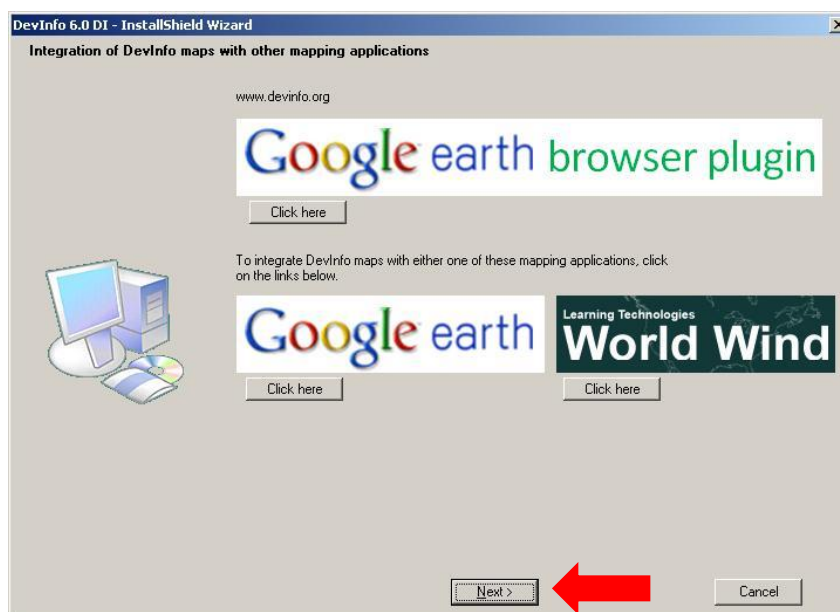 DevInfo 6.0 DI - InstallShield Wizard
Integration of DevInfo maps with other mapping applications
www.devinfo.org
Google earth browser plugin
Click here
To integrate DevInfo maps with either one of these mapping applications, click
on the links below.
Google earth
Learning Technologies
World Wind
Click here
Click here
Next >
Cancel